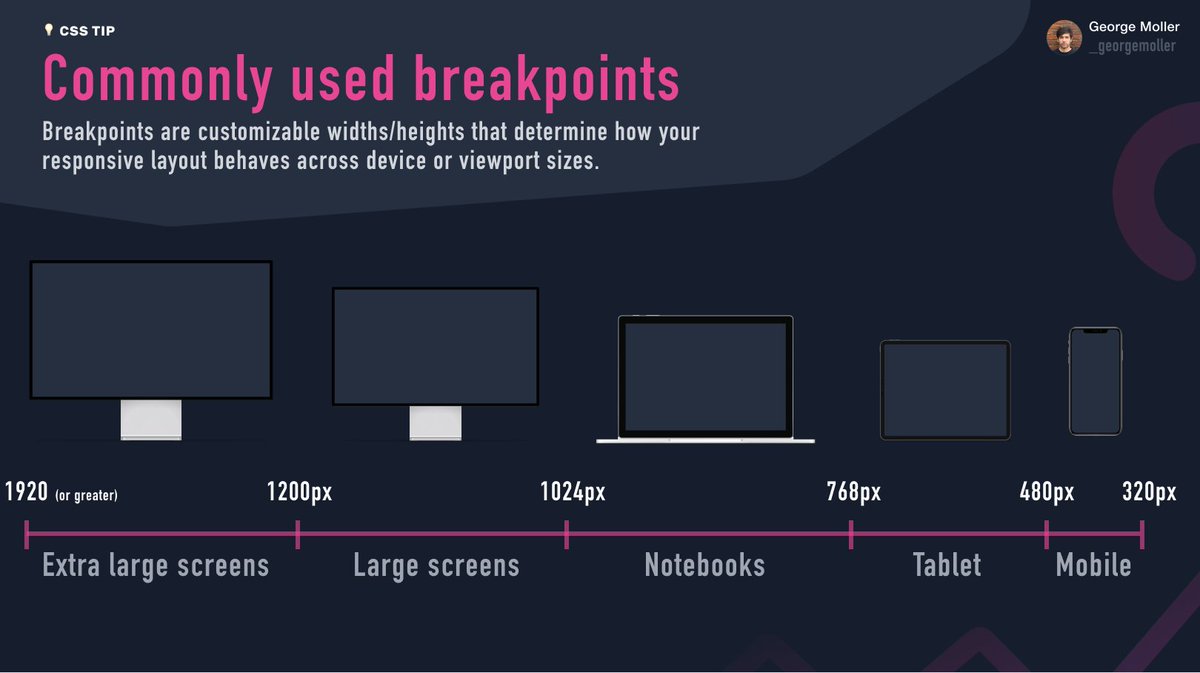 CSS TIP
George Moller
_georgemoller
Commonly used breakpoints
Breakpoints are customizable widths/heights that determine how your
responsive layout behaves across device or viewport sizes.
1920 (or greater) 1200px 1024px 768px 480px 320px
Extra large screens Large screens Notebooks Tablet Mobile